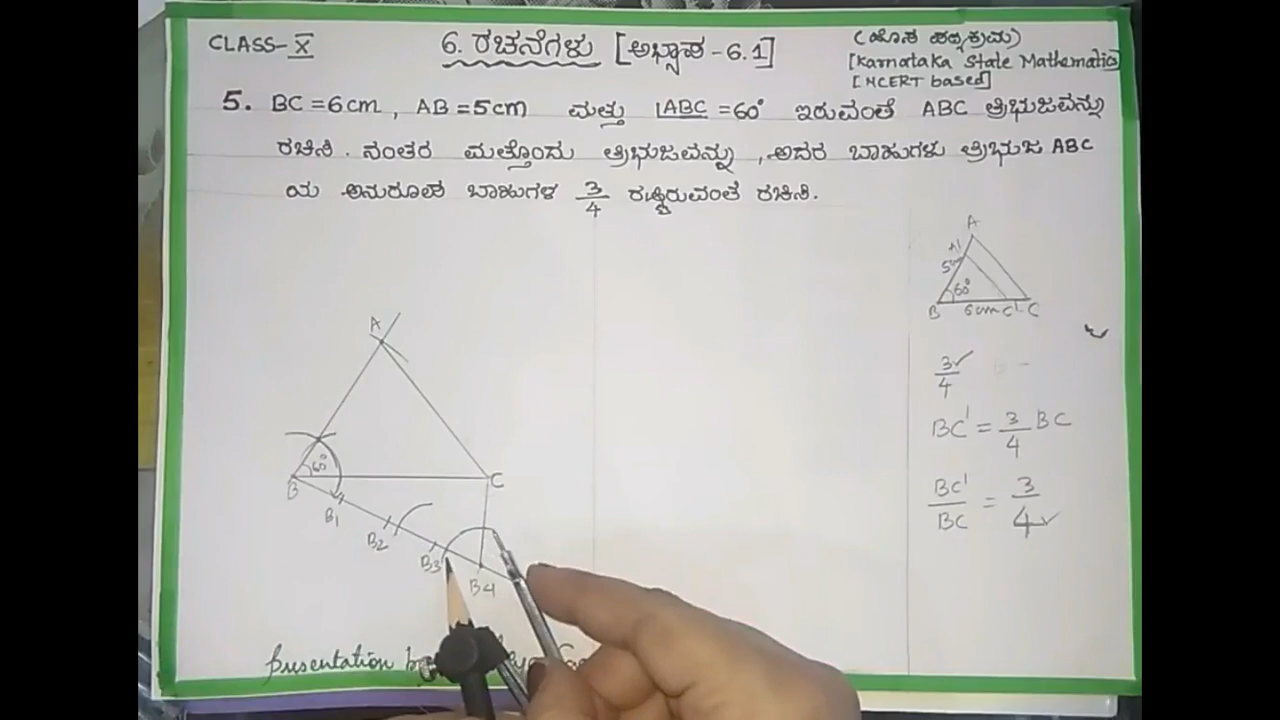 CLASS-X
6. ರಚನೆಗಳು [ಅಭ್ಯಾಸ-6.1]
(ಹೊಸ ಪಠ್ಯಕ್ರಮ)
[Karnataka State Mathematics]
[NCERT based]
5. BC=6cm, AB=5cm ಮತ್ತು ∠ABC=60° ಇರುವಂತೆ ABC ತ್ರಿಭುಜವನ್ನು
ರಚಿಸಿ. ನಂತರ ಮತ್ತೊಂದು ತ್ರಿಭುಜವನ್ನು, ಅದರ ಬಾಹುಗಳು ತ್ರಿಭುಜ ABC
ಯ ಅನುರೂಪ ಬಾಹುಗಳ 3/4 ರಷ್ಟಿರುವಂತೆ ರಚಿಸಿ.
A
A'
5cm
60°
B 6cm C' C
3/4
BC' = 3/4 BC
BC'/BC = 3/4
A
60°
B
C
B1
B2
B3
B4
Presentation